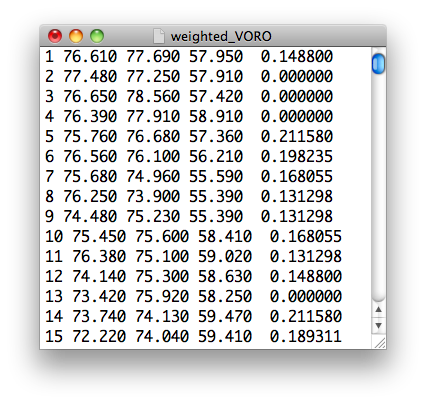 weighted_VORO
1 76.610 77.690 57.950  0.148800
2 77.480 77.250 57.910  0.000000
3 76.650 78.560 57.420  0.000000
4 76.390 77.910 58.910  0.000000
5 75.760 76.680 57.360  0.211580
6 76.560 76.100 56.210  0.198235
7 75.680 74.960 55.590  0.168055
8 76.250 73.900 55.390  0.131298
9 74.480 75.230 55.390  0.131298
10 75.450 75.600 58.410  0.168055
11 76.380 75.100 59.020  0.131298
12 74.140 75.300 58.630  0.148800
13 73.420 75.920 58.250  0.000000
14 73.740 74.130 59.470  0.211580
15 72.220 74.040 59.410  0.189311